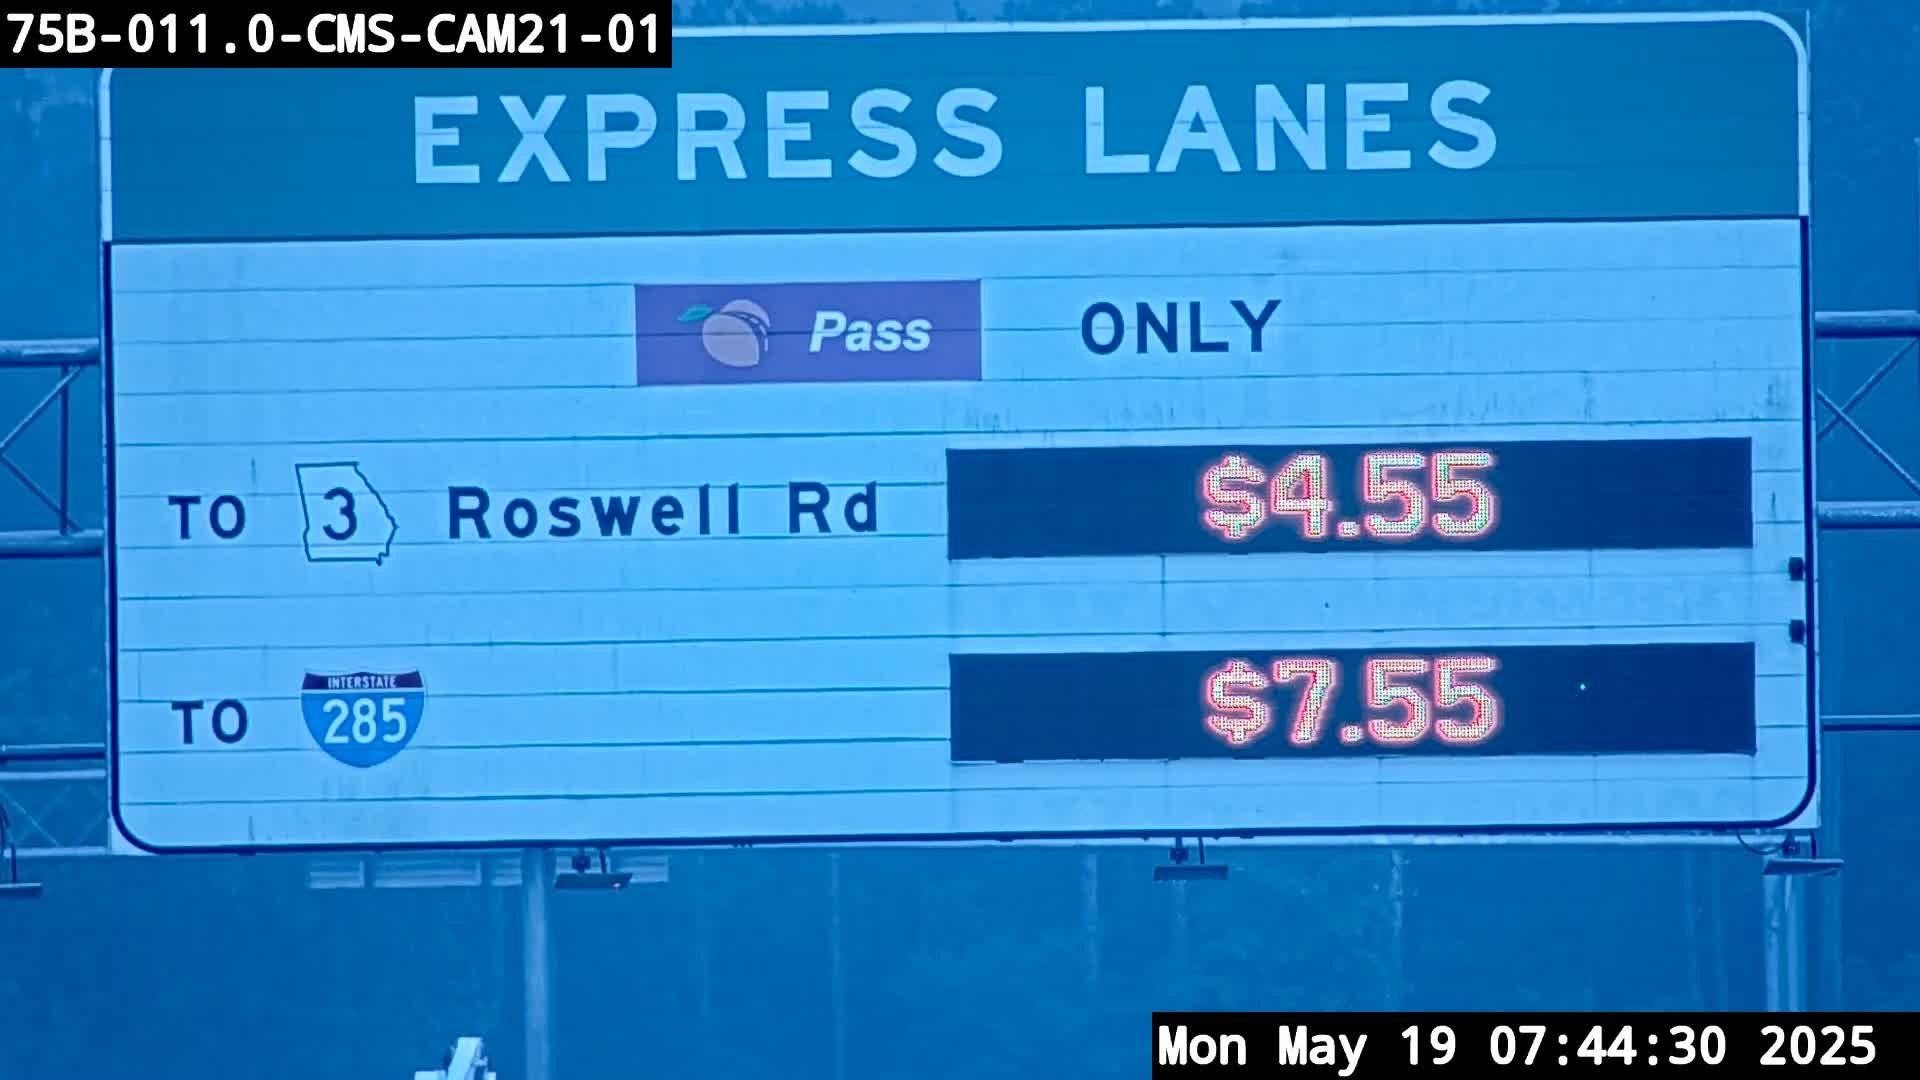 75B-011.0-CMS-CAM21-01
EXPRESS LANES
Pass ONLY
TO 3 Roswell Rd $4.55
INTERSTATE
TO 285 $7.55
Mon May 19 07:44:30 2025